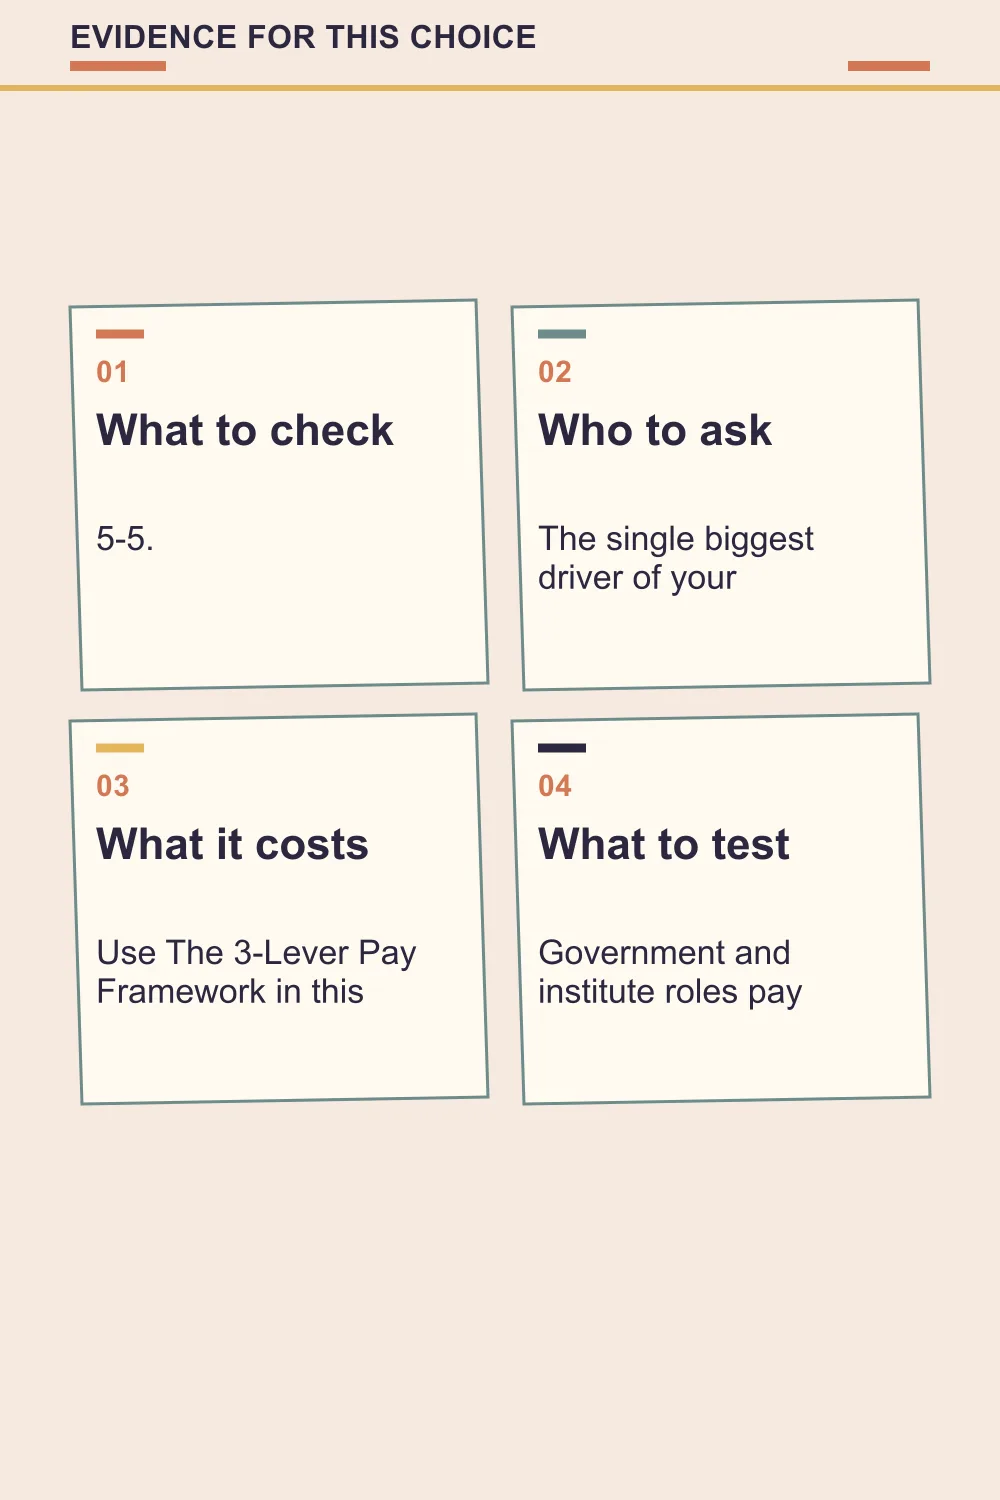 EVIDENCE FOR THIS CHOICE
01
What to check
5-5.
02
Who to ask
The single biggest
driver of your
03
What it costs
Use The 3-Lever Pay
Framework in this
04
What to test
Government and
institute roles pay